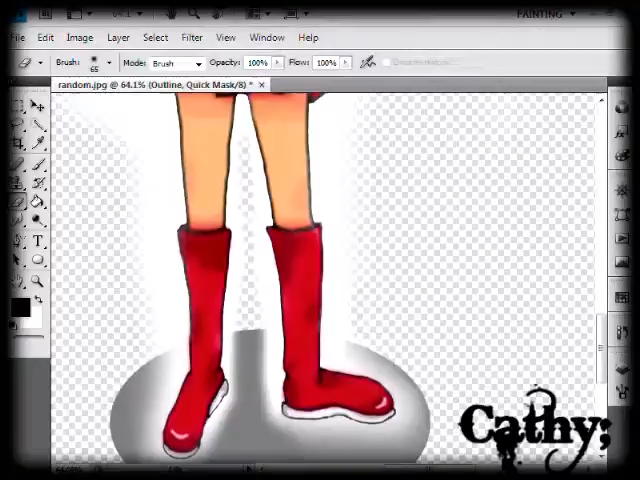 PAINTING
File Edit Image Layer Select Filter View Window Help
Brush: 65 Mode: Brush Opacity: 100% Flow: 100%
random.jpg @ 64.1% (Outline, Quick Mask/8) *
Cathy;